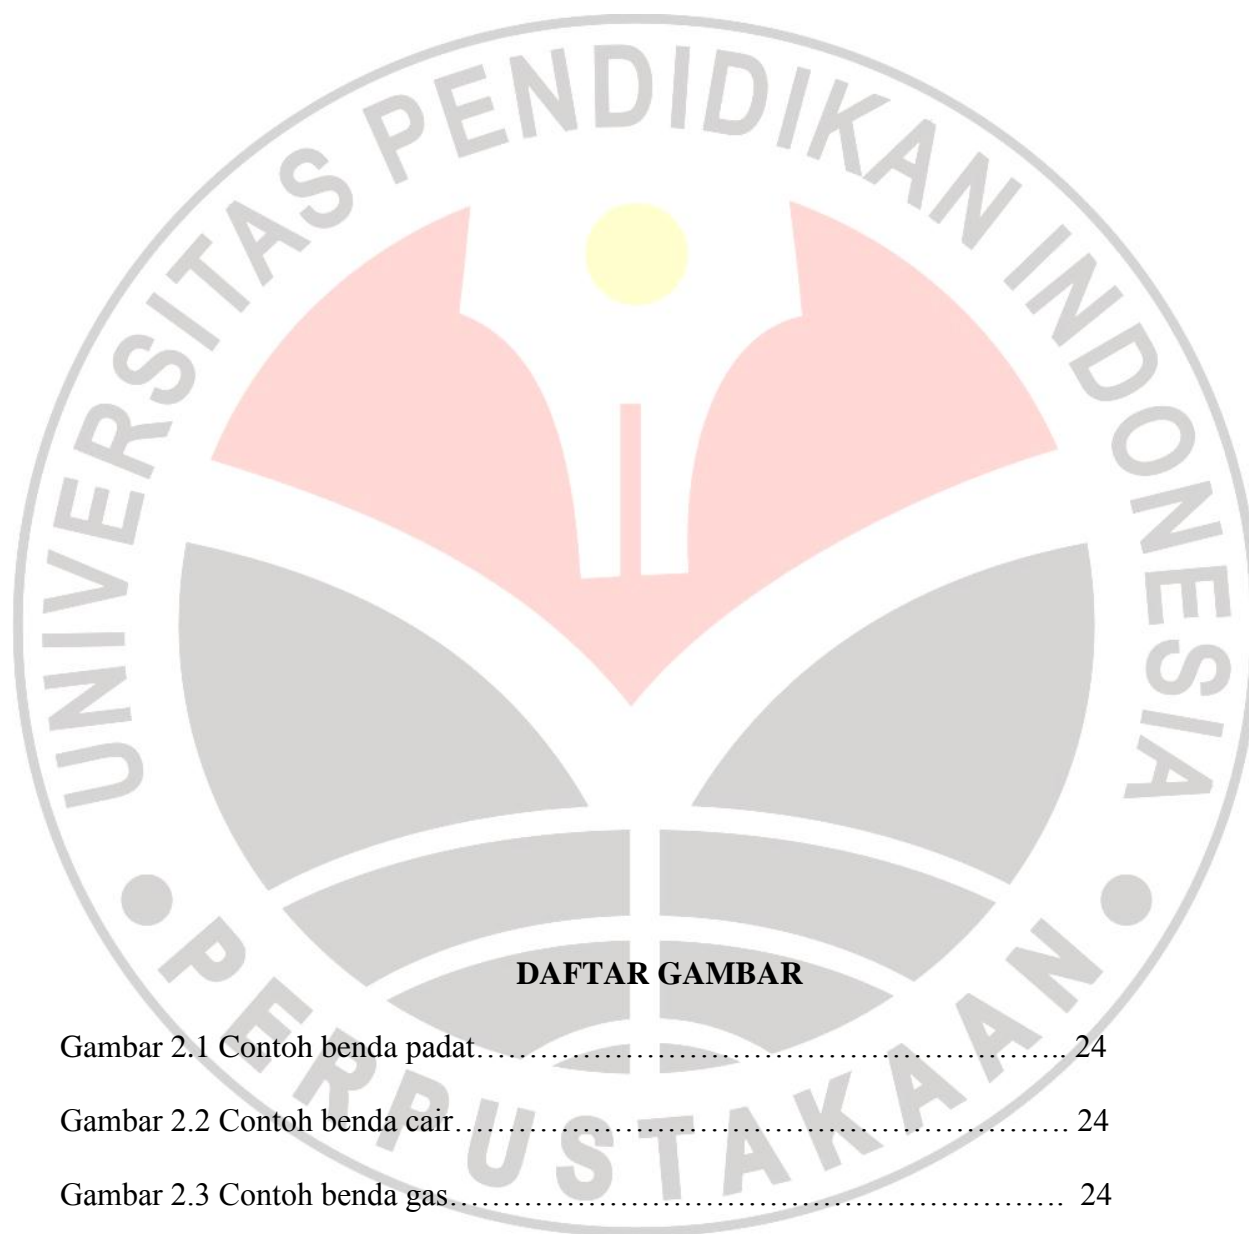 UNIVERSITAS PENDIDIKAN INDONESIA
PERPUSTAKAAN
DAFTAR GAMBAR
Gambar 2.1 Contoh benda padat……………………………………………….. 24
Gambar 2.2 Contoh benda cair…………………………………………………. 24
Gambar 2.3 Contoh benda gas…………………………………………………. 24